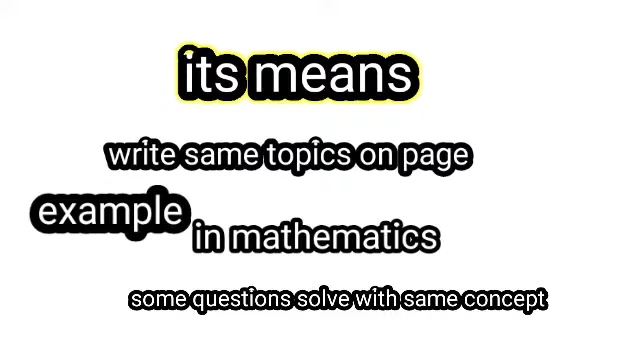 its means
write same topics on page
example
in mathematics
some questions solve with same concept